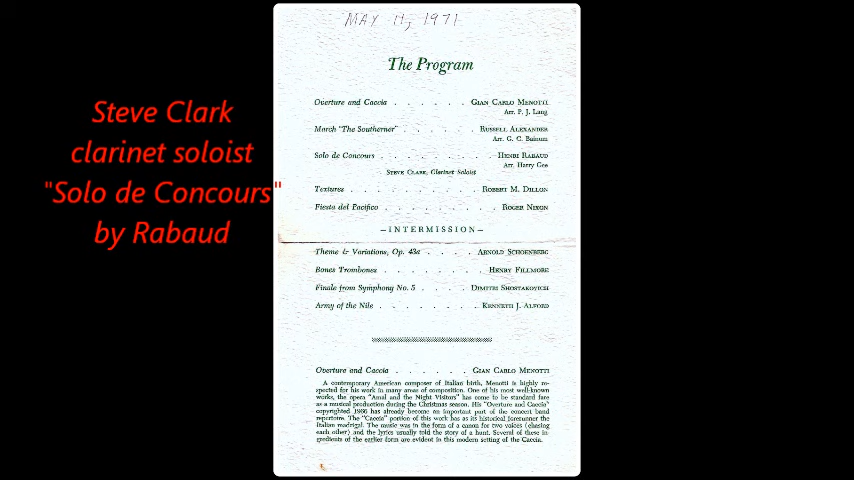 Steve Clark
clarinet soloist
"Solo de Concours"
by Rabaud
MAY 11, 1971
The Program
Overture and Caccia . . . . . . GIAN CARLO MENOTTI
Arr. P. J. Lang
March "The Southerner" . . . . . . RUSSELL ALEXANDER
Arr. G. C. Bainum
Solo de Concours . . . . . . . . HENRI RABAUD
Arr. Harry Gee
STEVE CLARK, Clarinet Soloist
Textures . . . . . . . . . ROBERT M. DILLON
Fiesta del Pacifico . . . . . . . . ROGER NIXON
—INTERMISSION—
Theme & Variations, Op. 43a . . . . ARNOLD SCHOENBERG
Bones Trombones . . . . . . . HENRY FILLMORE
Finale from Symphony No. 5 . . . . DIMITRI SHOSTAKOVICH
Army of the Nile . . . . . . . . KENNETH J. ALFORD
Overture and Caccia . . . . . . GIAN CARLO MENOTTI
A contemporary American composer of Italian birth, Menotti is highly re-
spected for his work in many areas of composition. One of his most well-known
works, the opera "Amal and the Night Visitors" has come to be standard fare
as a musical production during the Christmas season. His "Overture and Caccia"
copyrighted 1966 has already become an important part of the concert band
repertoire. The "Caccia" portion of this work has as its historical forerunner the
Italian madrigal. The music was in the form of a canon for two voices (chasing
each other) and the lyrics usually told the story of a hunt. Several of these in-
gredients of the earlier form are evident in this modern setting of the Caccia.